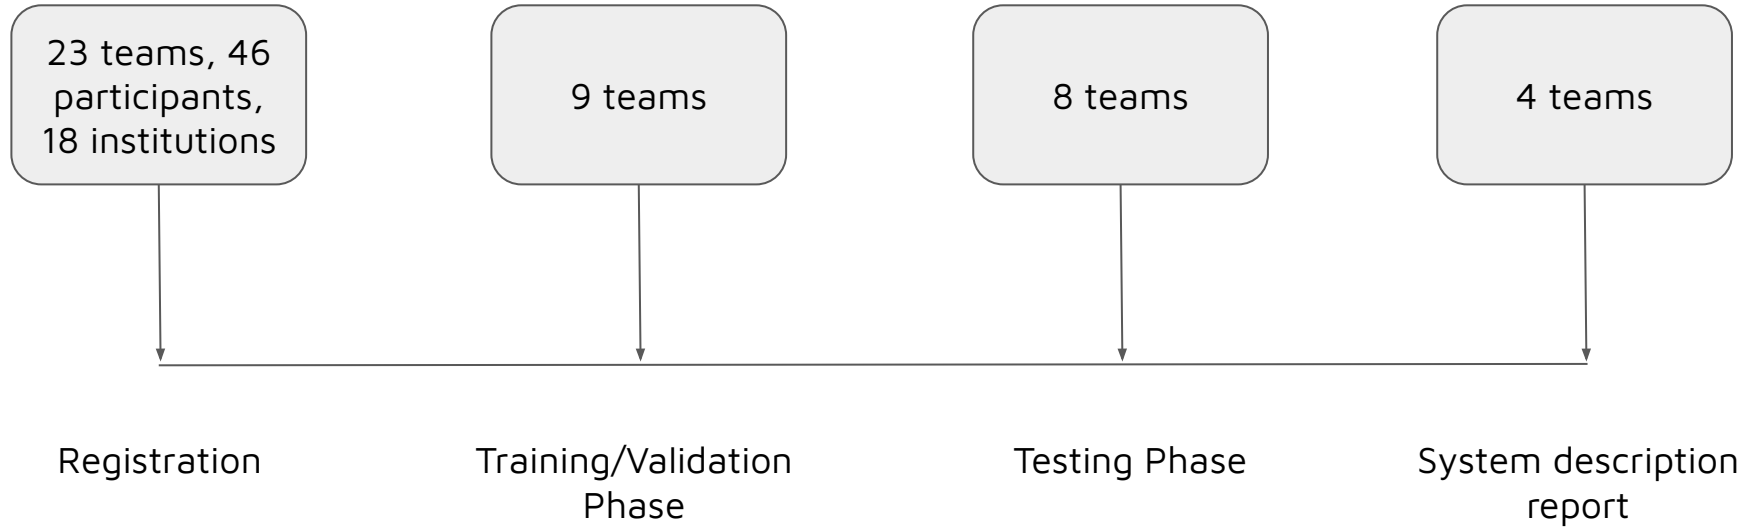 23 teams, 46
participants,
18 institutions
9 teams
8 teams
4 teams
Registration
Training/Validation
Phase
Testing Phase
System description
report